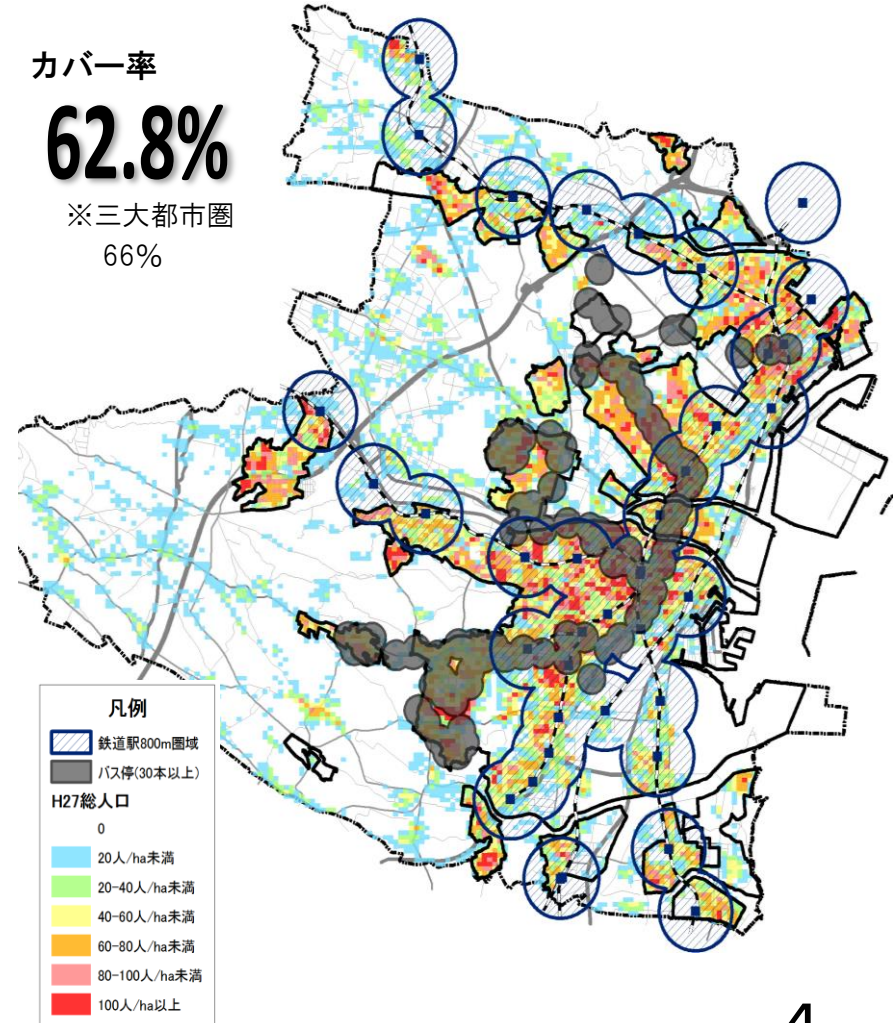 カバー率
62.8%
※三大都市圏
66%
凡例
鉄道駅800m圏域
バス停(30本以上)
H27総人口
0
20人/ha未満
20-40人/ha未満
40-60人/ha未満
60-80人/ha未満
80-100人/ha未満
100人/ha以上
4